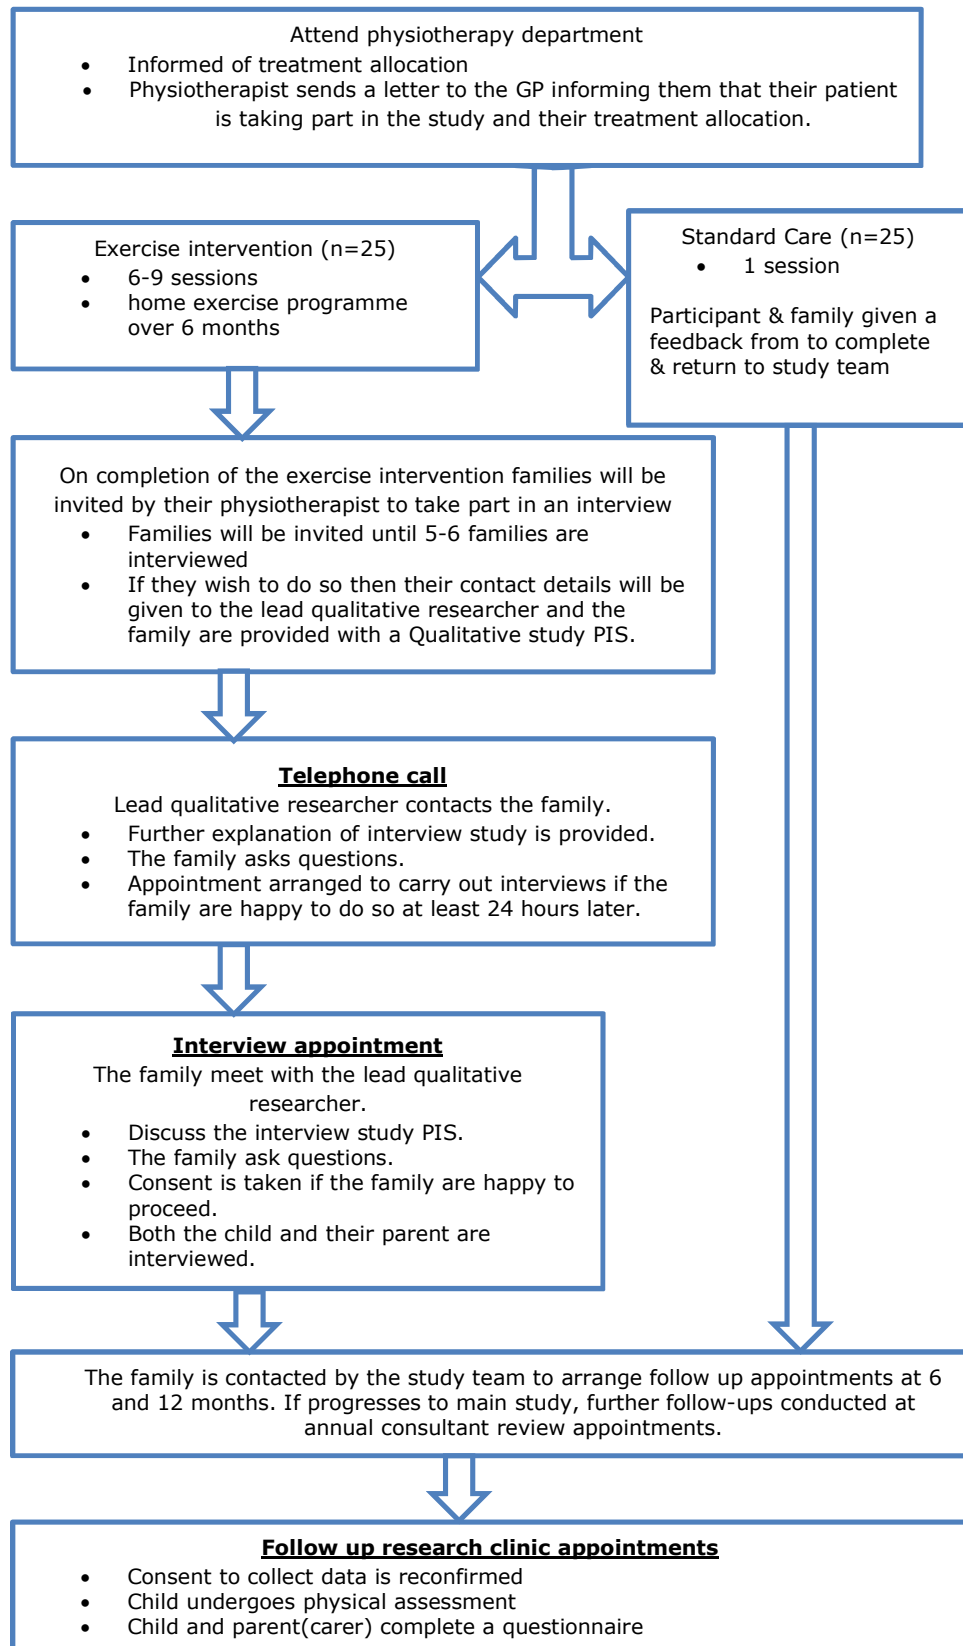 Attend physiotherapy department
• Informed of treatment allocation
• Physiotherapist sends a letter to the GP informing them that their patient
is taking part in the study and their treatment allocation.
Exercise intervention (n=25)
• 6-9 sessions
• home exercise programme
over 6 months
Standard Care (n=25)
• 1 session
Participant & family given a
feedback from to complete
& return to study team
On completion of the exercise intervention families will be
invited by their physiotherapist to take part in an interview
• Families will be invited until 5-6 families are
interviewed
• If they wish to do so then their contact details will be
given to the lead qualitative researcher and the
family are provided with a Qualitative study PIS.
Telephone call
Lead qualitative researcher contacts the family.
• Further explanation of interview study is provided.
• The family asks questions.
• Appointment arranged to carry out interviews if the
family are happy to do so at least 24 hours later.
Interview appointment
The family meet with the lead qualitative
researcher.
• Discuss the interview study PIS.
• The family ask questions.
• Consent is taken if the family are happy to
proceed.
• Both the child and their parent are
interviewed.
The family is contacted by the study team to arrange follow up appointments at 6
and 12 months. If progresses to main study, further follow-ups conducted at
annual consultant review appointments.
Follow up research clinic appointments
• Consent to collect data is reconfirmed
• Child undergoes physical assessment
• Child and parent(carer) complete a questionnaire